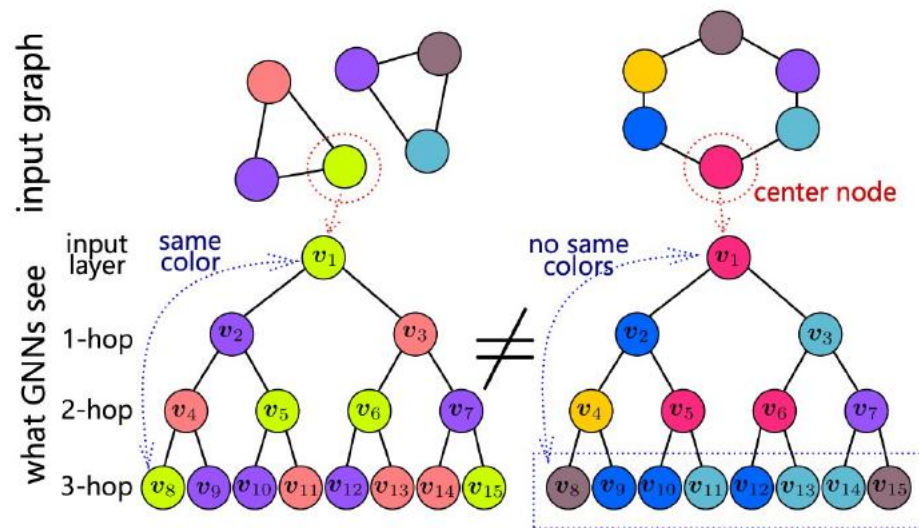 input graph
center node
what GNNs see
input
layer
same
color
no same
colors
v1
v1
1-hop
v2
v3
≠
v2
v3
2-hop
v4
v5
v6
v7
v4
v5
v6
v7
3-hop
v8
v9
v10
v11
v12
v13
v14
v15
v8
v9
v10
v11
v12
v13
v14
v15